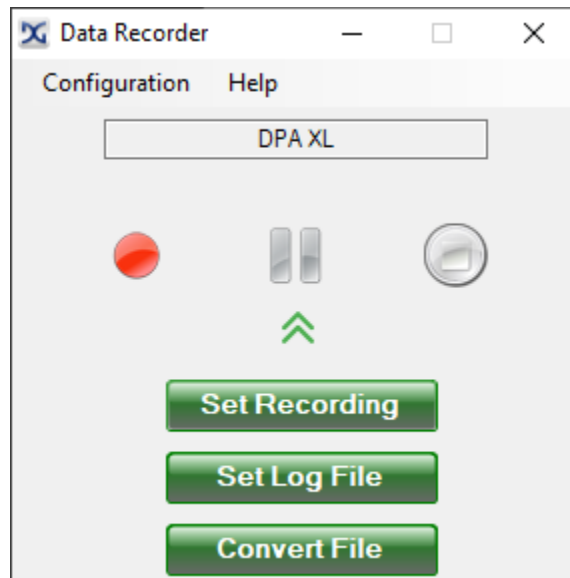 Data Recorder
Configuration Help
DPA XL
Set Recording
Set Log File
Convert File